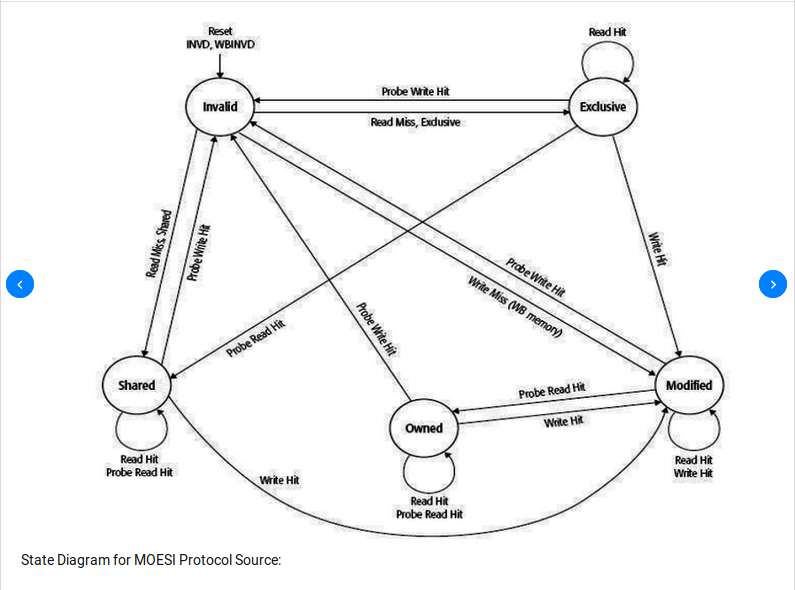 Reset
INVD, WBINVD
Read Hit
Invalid
Probe Write Hit
Exclusive
Read Miss, Exclusive
Read Miss, Shared
Probe Write Hit
Write Hit
Probe Write Hit
Write Miss (WB memory)
Probe Read Hit
Probe Write Hit
Shared
Modified
Probe Read Hit
Write Hit
Owned
Read Hit
Probe Read Hit
Read Hit
Write Hit
Write Hit
Read Hit
Probe Read Hit
State Diagram for MOESI Protocol Source: